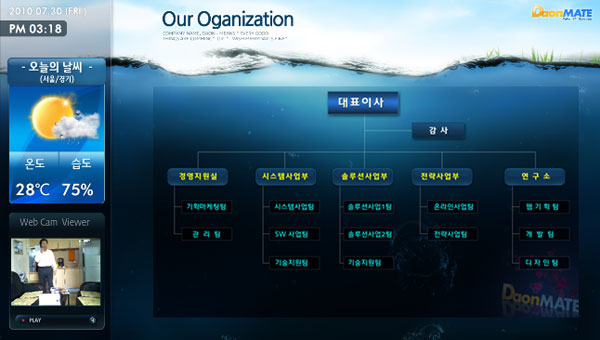 2010.07.30 (FRI)
PM 03:18
- 오늘의 날씨 -
(서울/경기)
온도 습도
28℃ 75%
Web Cam Viewer
PLAY
Our Oganization
DaonMATE
대표이사
감 사
경영지원실 시스템사업부 솔루션사업부 전략사업부 연 구 소
기획마케팅팀 시스템사업팀 솔루션사업1팀 온라인사업팀 웹 기 획 팀
관 리 팀 SW 사업팀 솔루션사업2팀 전략사업팀 개 발 팀
기술지원팀 기술지원팀 디 자 인 팀
DaonMATE